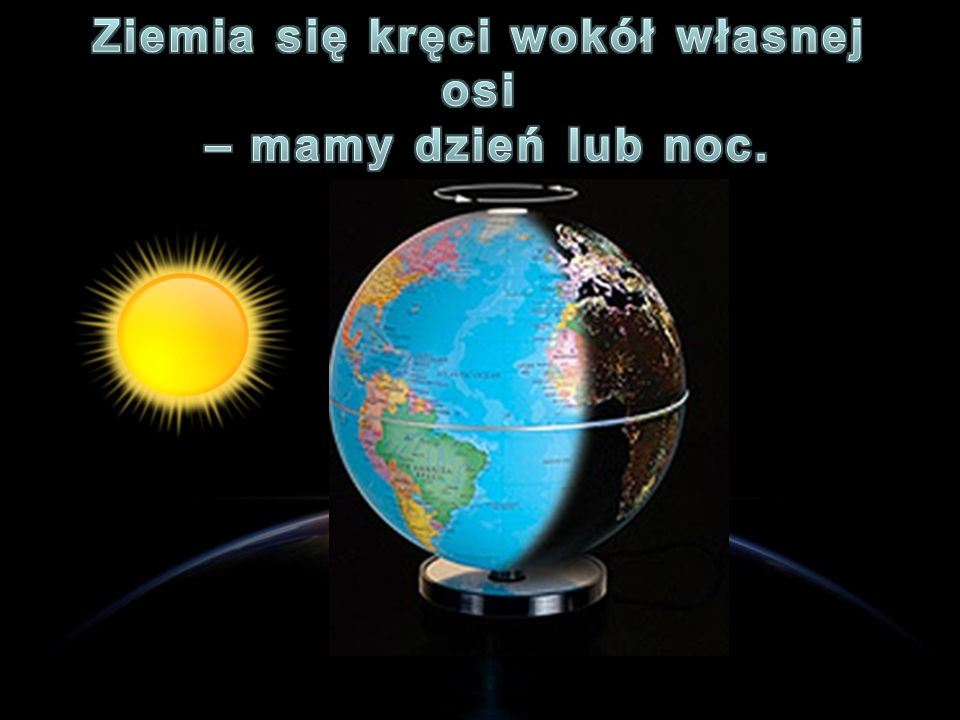 Ziemia się kręci wokół własnej
osi
– mamy dzień lub noc.